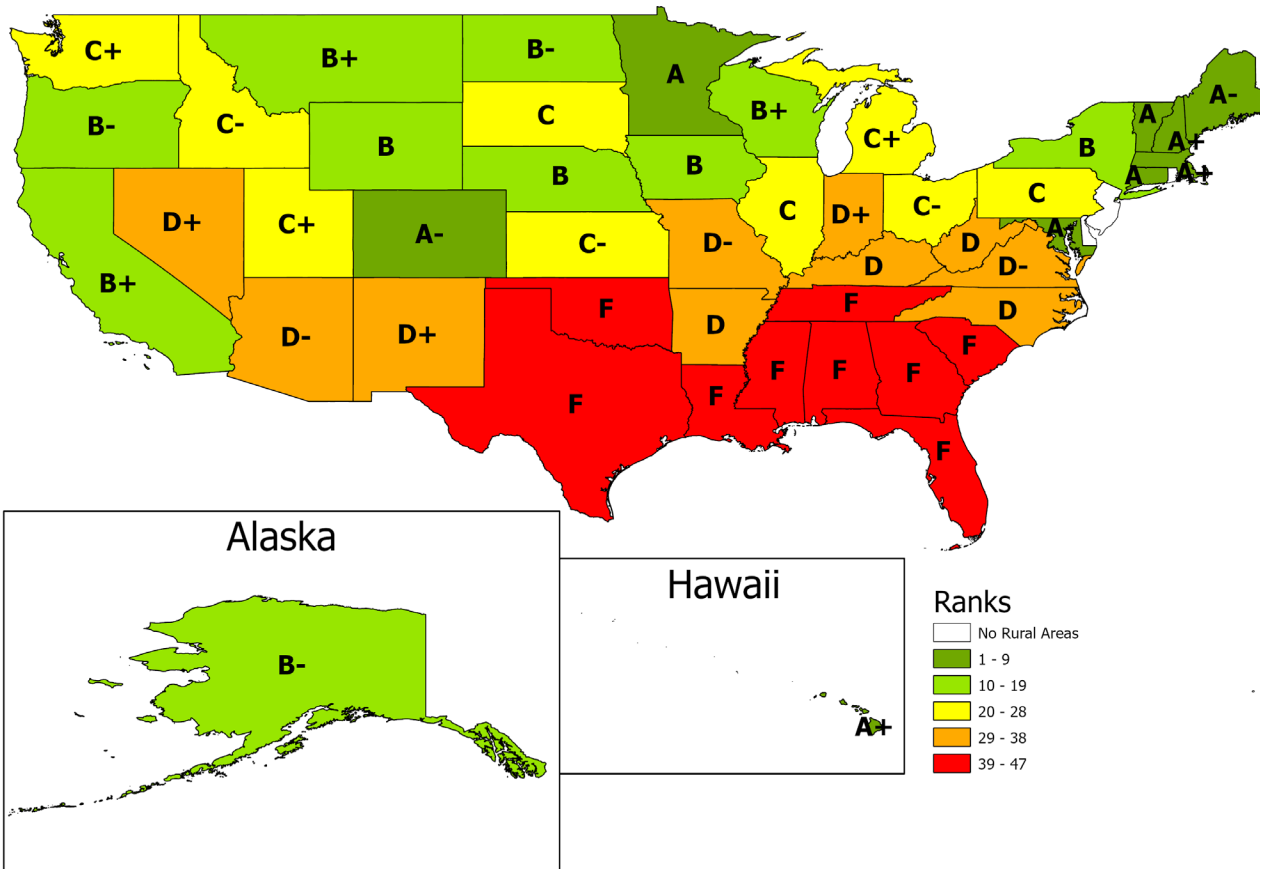 C+
B+
B-
A
A-
B-
C-
C
B+
C+
A
A+
B
B
B
B
A
A+
D+
C+
A-
C-
C
D+
C-
C
A-
B+
D-
D
D
D-
D-
D+
F
D
F
D
F
F
F
F
F
F
F
F
Alaska
B-
Hawaii
A+
Ranks
No Rural Areas
1 - 9
10 - 19
20 - 28
29 - 38
39 - 47